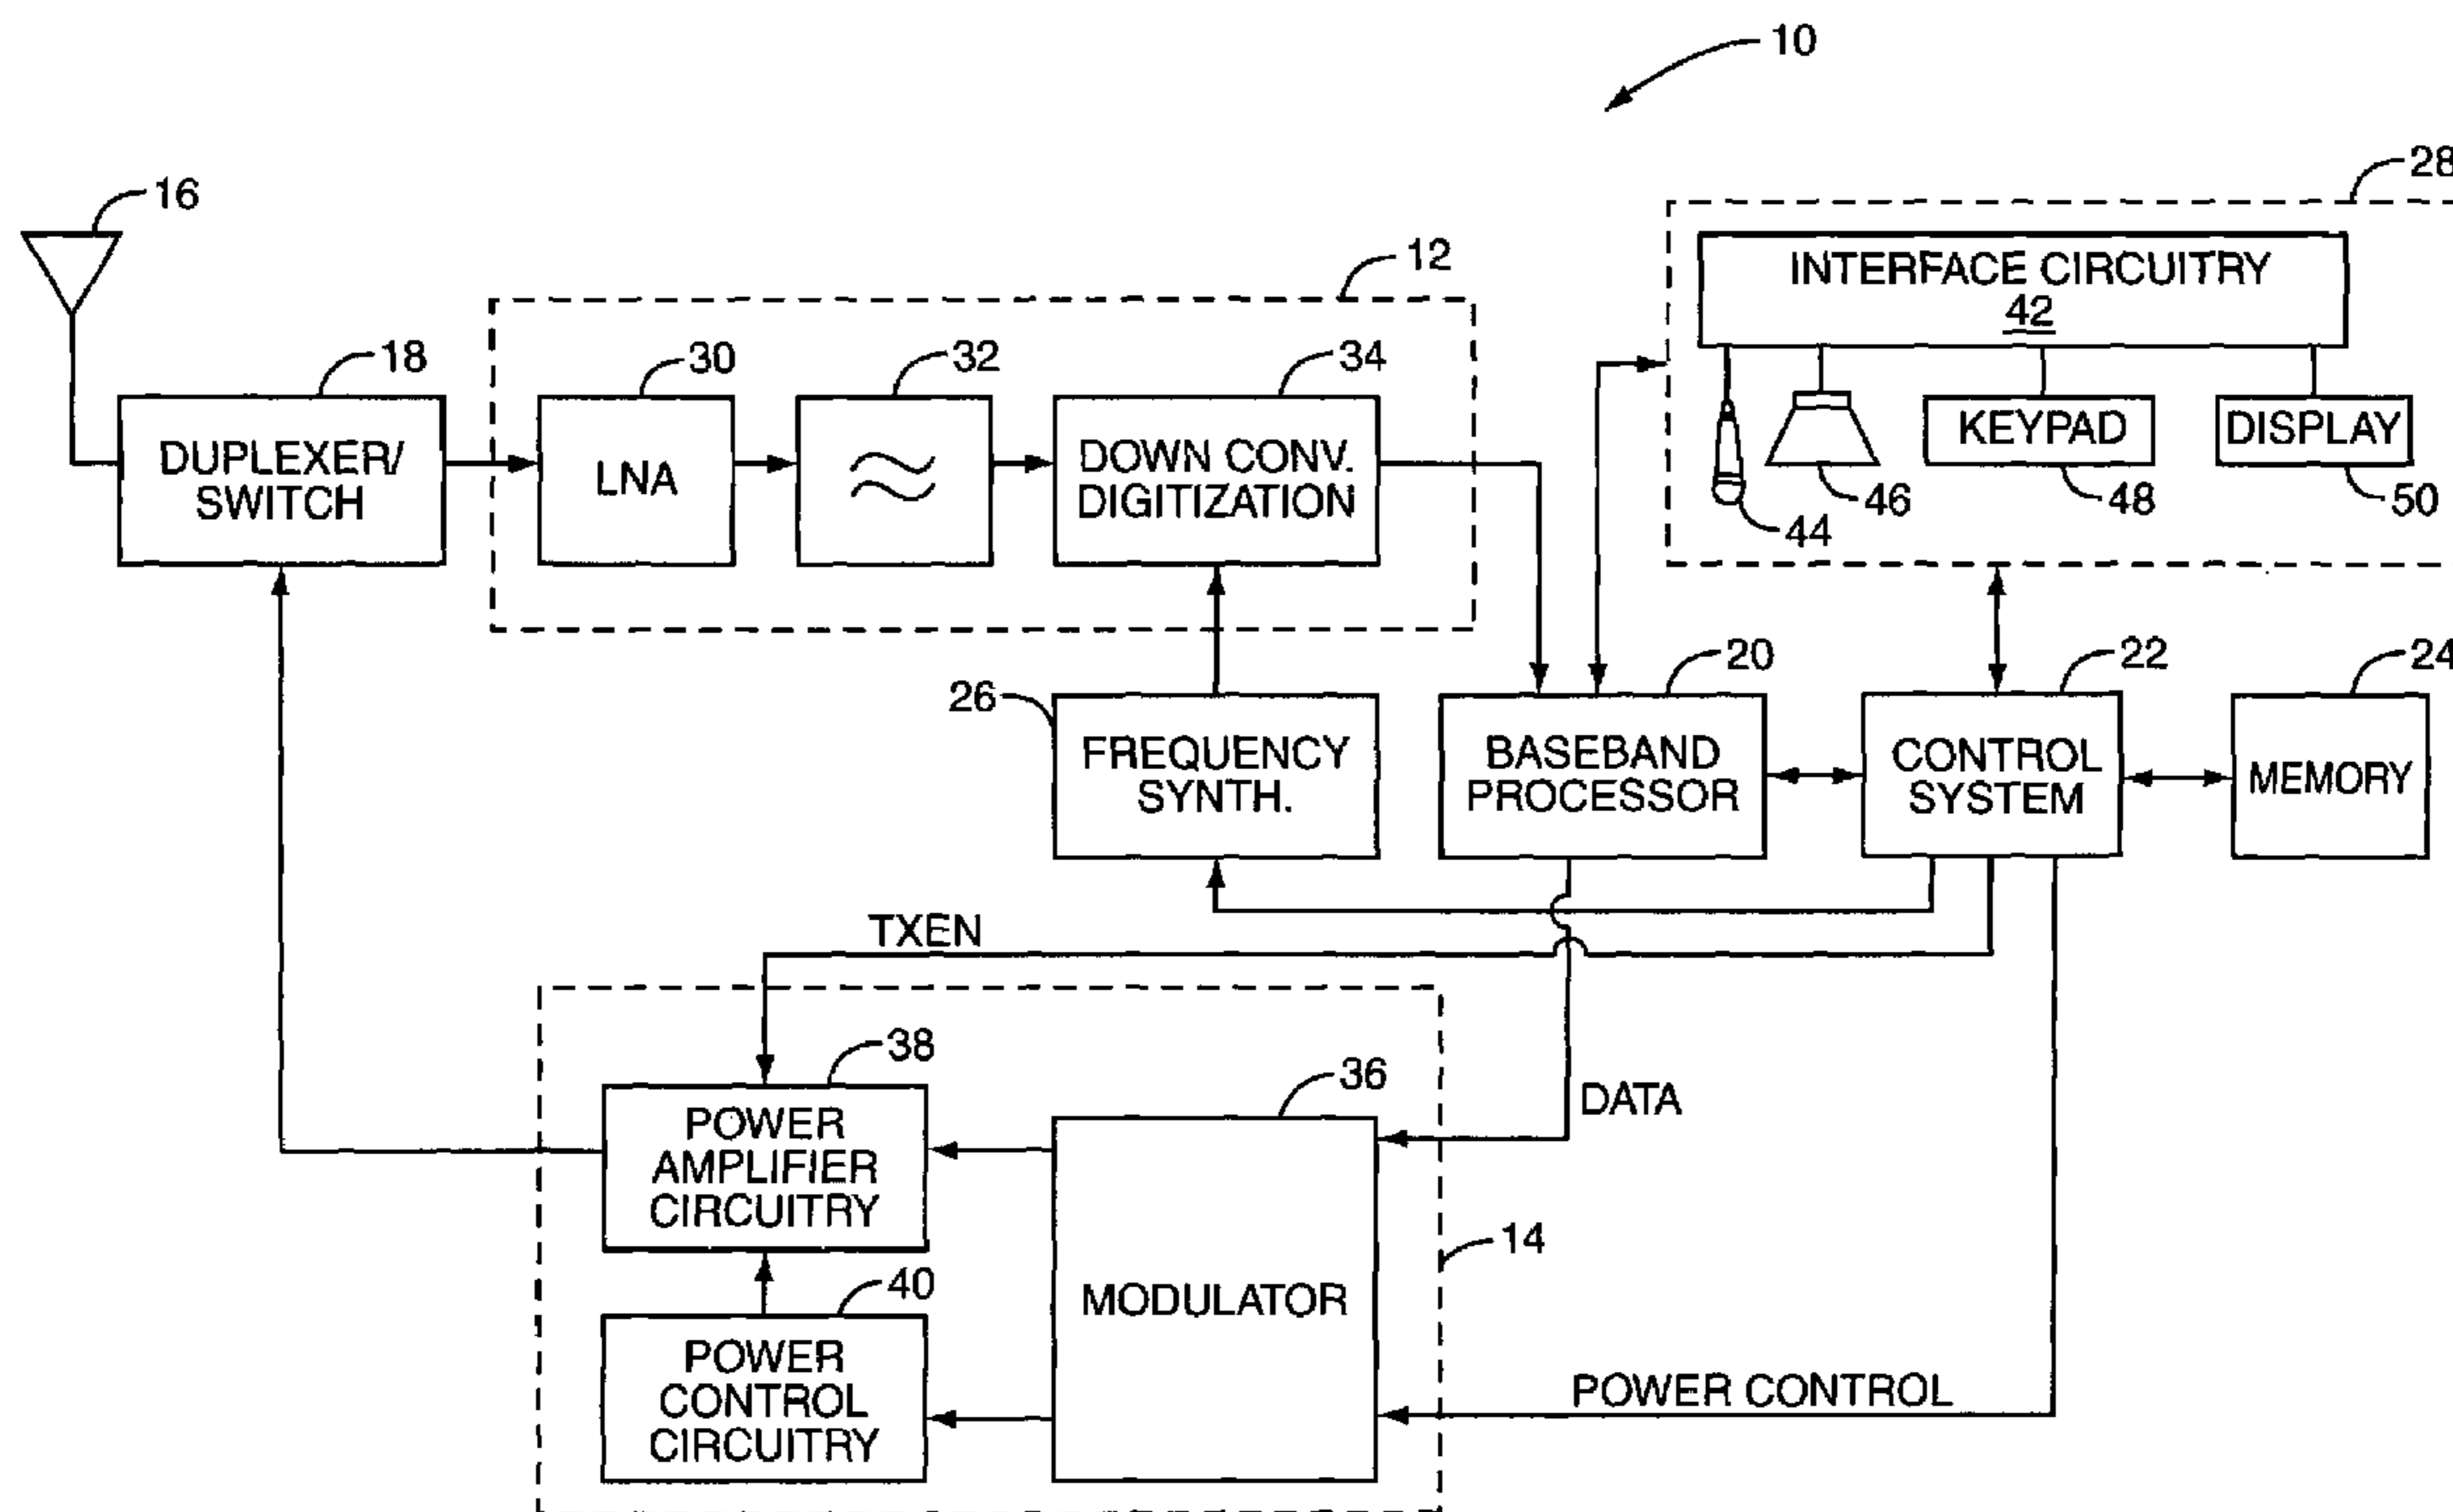 10
28
16
12
INTERFACE CIRCUITRY
42
18
30
32
34
DUPLEXER/
SWITCH
LNA
DOWN CONV.
DIGITIZATION
KEYPAD
DISPLAY
44
46
48
50
26
20
22
24
FREQUENCY
SYNTH.
BASEBAND
PROCESSOR
CONTROL
SYSTEM
MEMORY
TXEN
38
36
DATA
POWER
AMPLIFIER
CIRCUITRY
14
40
MODULATOR
POWER
CONTROL
CIRCUITRY
POWER CONTROL